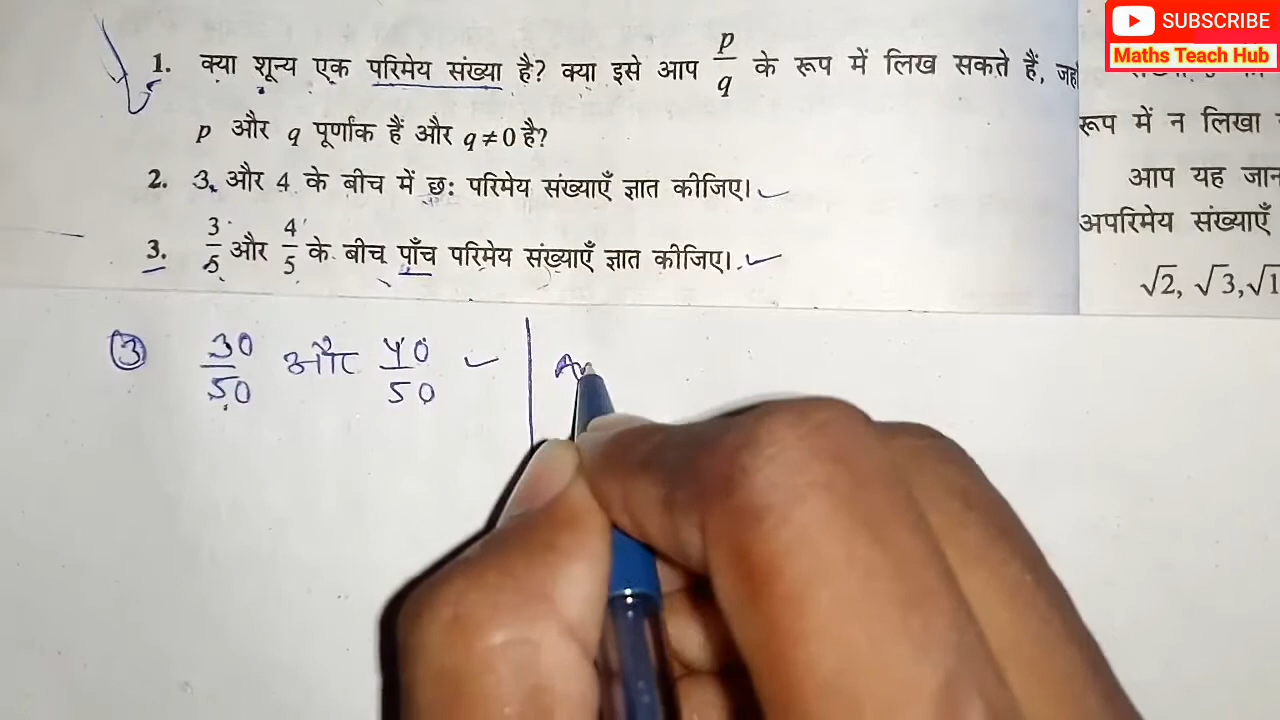 SUBSCRIBE
Maths Teach Hub
1. क्या शून्य एक परिमेय संख्या है? क्या इसे आप p/q के रूप में लिख सकते हैं, जहाँ
p और q पूर्णांक हैं और q ≠ 0 है?
2. 3 और 4 के बीच में छः परिमेय संख्याएँ ज्ञात कीजिए।
3. 3/5 और 4/5 के बीच पाँच परिमेय संख्याएँ ज्ञात कीजिए।
रूप में न लिखा
आप यह जान
अपरिमेय संख्याएँ
√2, √3, √1
③ 30/50 और 40/50